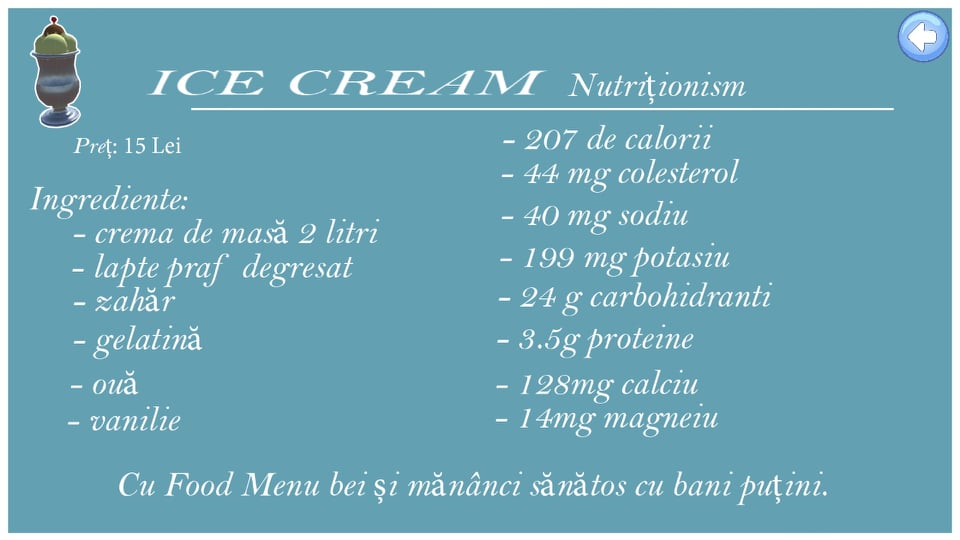 ICE CREAM Nutriționism
Preț: 15 Lei
Ingrediente:
- crema de masă 2 litri
- lapte praf degresat
- zahăr
- gelatină
- ouă
- vanilie
- 207 de calorii
- 44 mg colesterol
- 40 mg sodiu
- 199 mg potasiu
- 24 g carbohidranti
- 3.5g proteine
- 128mg calciu
- 14mg magneiu
Cu Food Menu bei și mănânci sănătos cu bani puțini.